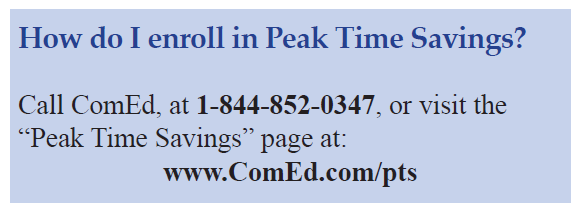 How do I enroll in Peak Time Savings?
Call ComEd, at 1-844-852-0347, or visit the
“Peak Time Savings” page at:
www.ComEd.com/pts